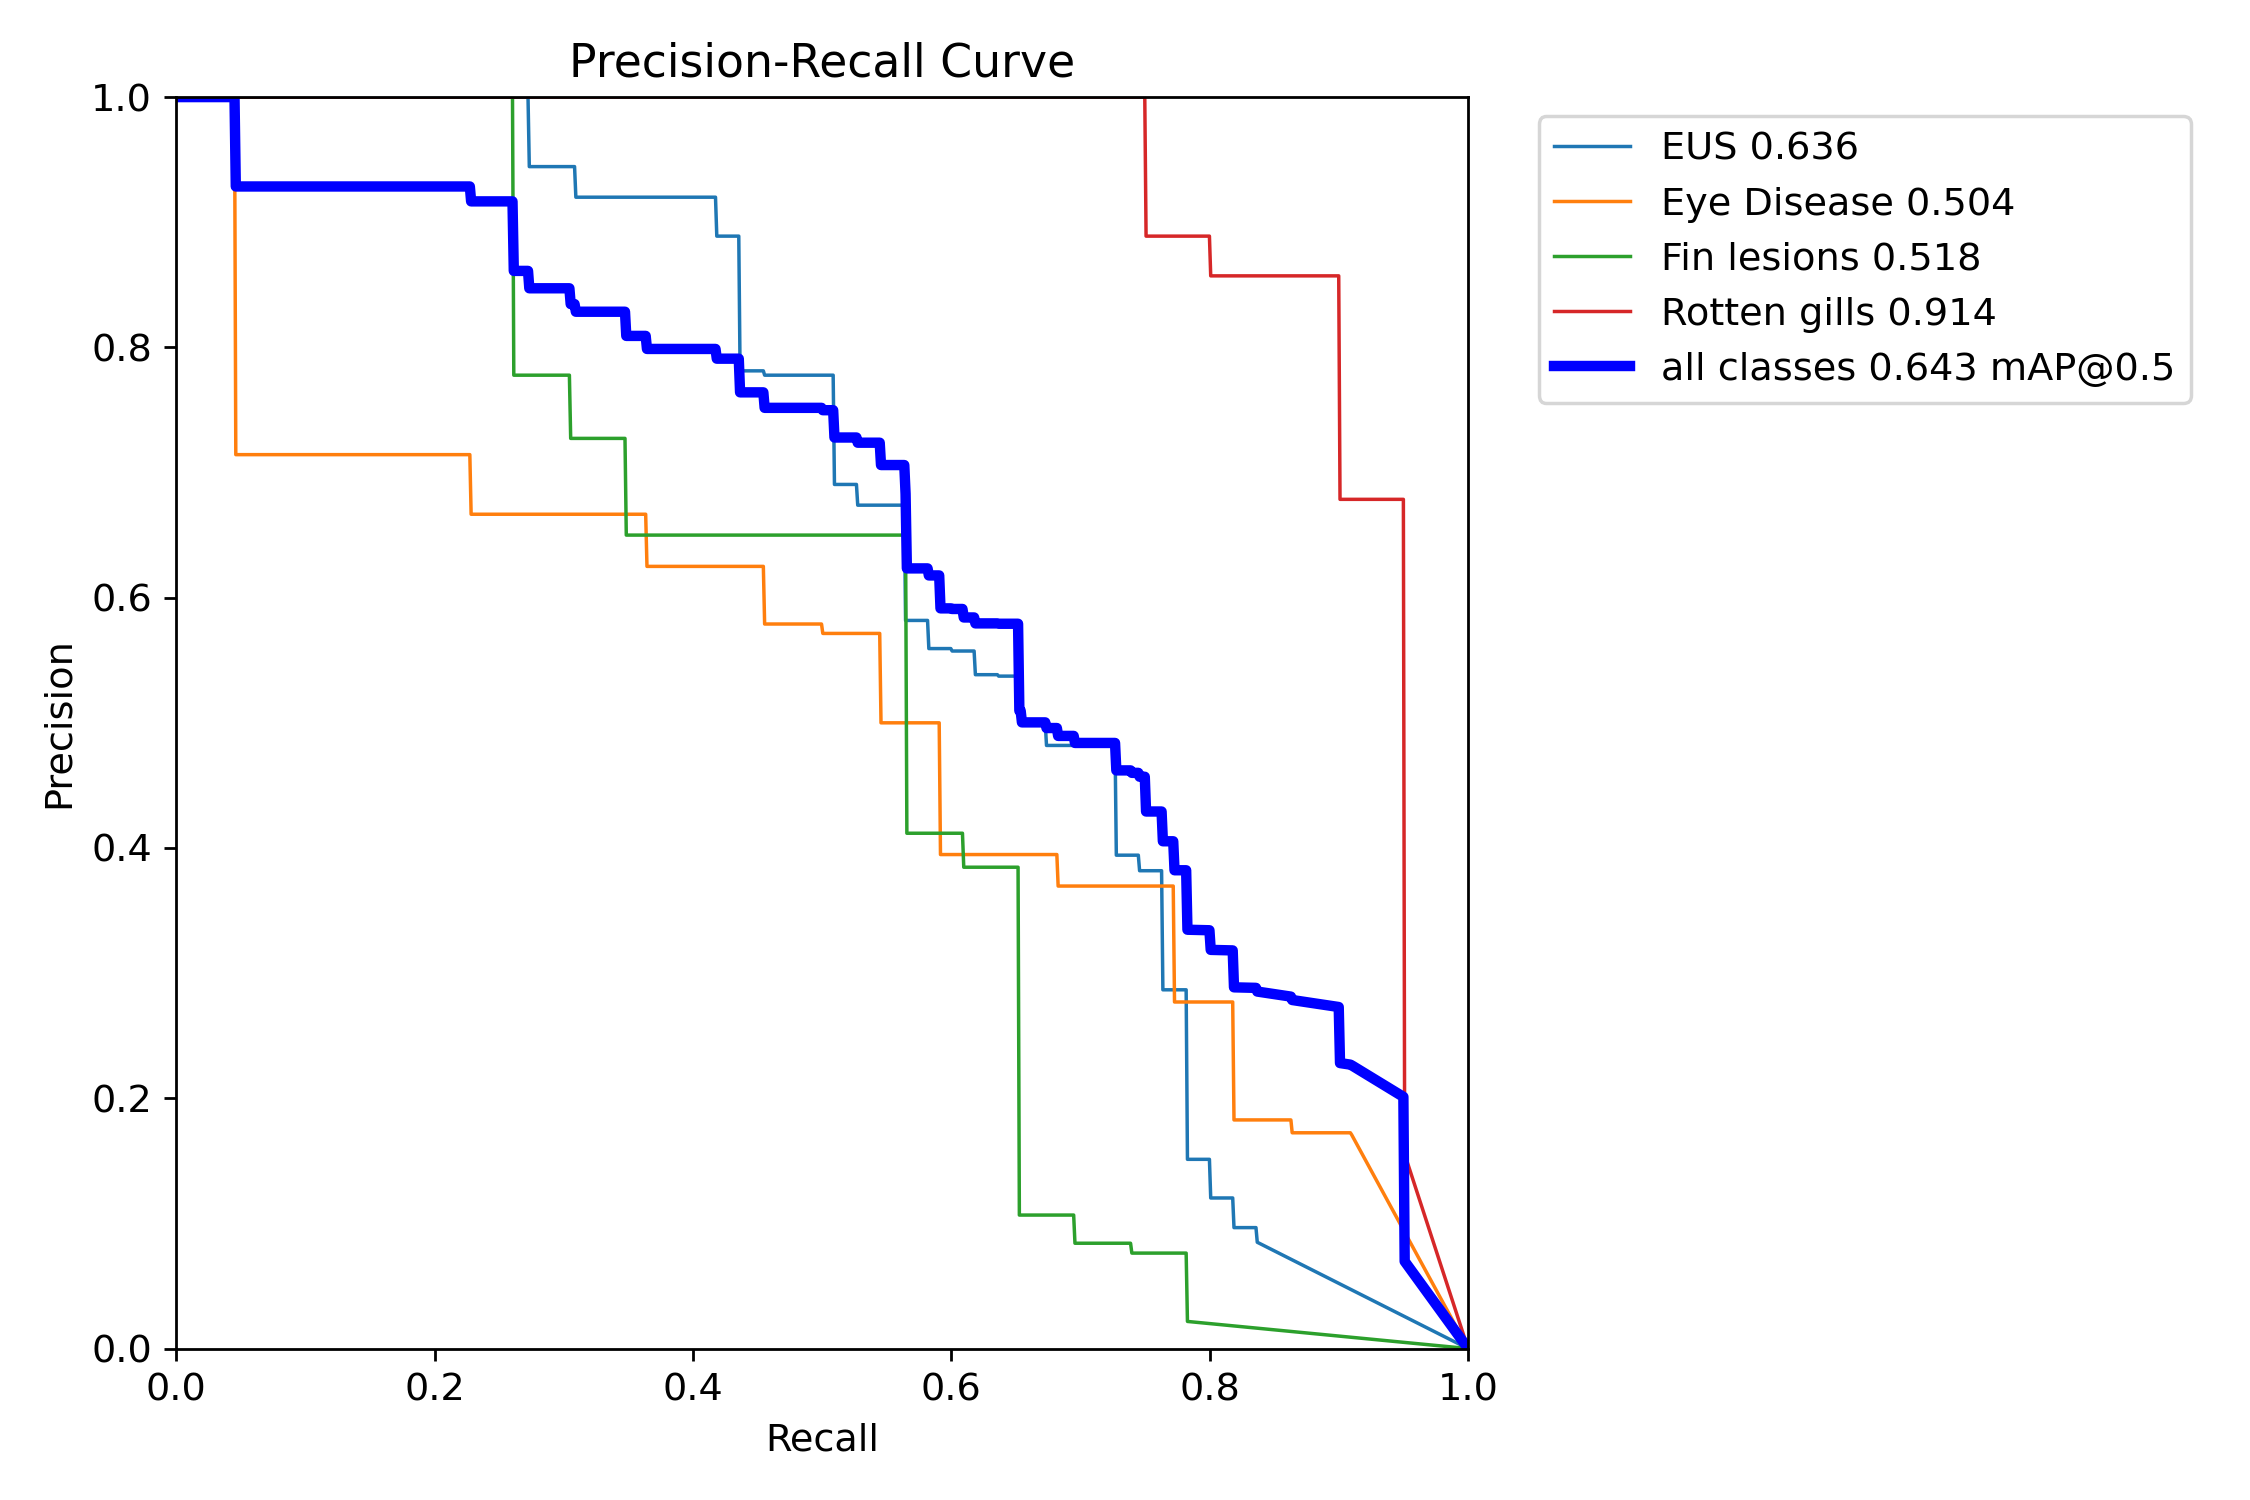 Precision-Recall Curve
1.0
0.8
0.6
0.4
0.2
0.0
Precision
0.0 0.2 0.4 0.6 0.8 1.0
Recall
EUS 0.636
Eye Disease 0.504
Fin lesions 0.518
Rotten gills 0.914
all classes 0.643 mAP@0.5